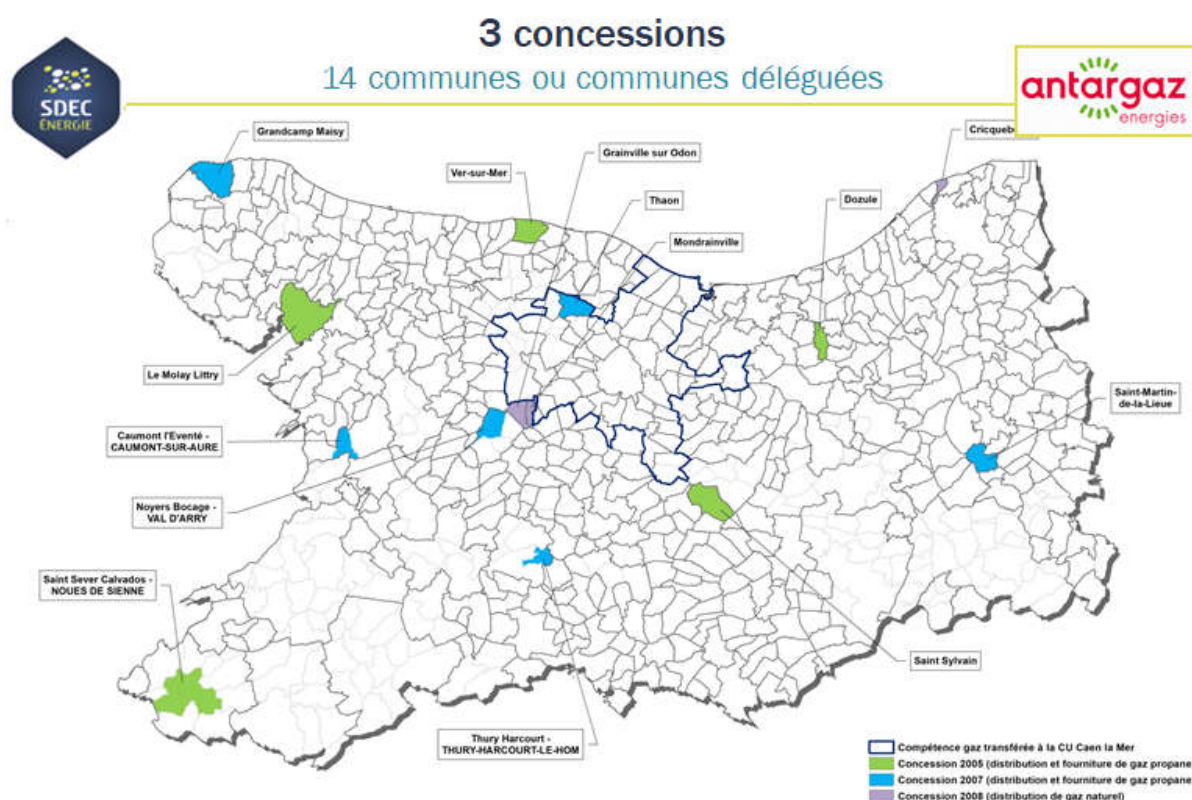 3 concessions
14 communes ou communes déléguées
SDEC
ÉNERGIE
antargaz
energies
Grandcamp Maisy
Ver-sur-Mer
Grainville sur Odon
Thaon
Mondrainville
Dozule
Le Molay Littry
Saint-Martin-
de-la-Lieue
Caumont l'Eventé -
CAUMONT-SUR-AURE
Noyers Bocage -
VAL D'ARRY
Saint Sever Calvados -
NOUES DE SIENNE
Saint Sylvain
Thury Harcourt -
THURY-HARCOURT-LE-HOM
Compétence gaz transférée à la CU Caen la Mer
Concession 2005 (distribution et fourniture de gaz propane
Concession 2007 (distribution et fourniture de gaz propane
Concession 2008 (distribution de gaz naturel)